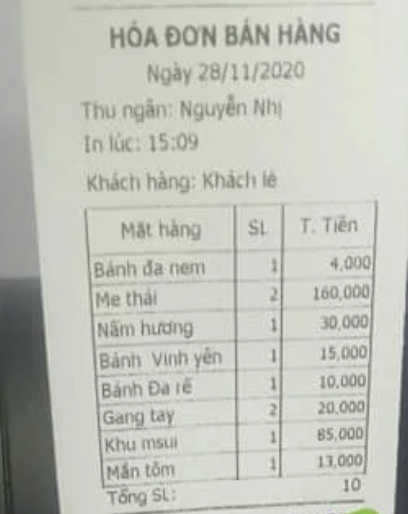 HÓA ĐƠN BÁN HÀNG
Ngày 28/11/2020
Thu ngân: Nguyễn Nhị
In lúc: 15:09
Khách hàng: Khách lẻ
Mặt hàng SL T. Tiền
Bánh đa nem 1 4,000
Me thái 2 160,000
Nấm hương 1 30,000
Bánh Vinh yên 1 15,000
Bánh Đa rế 1 10,000
Gang tay 2 20,000
Khu msui 1 85,000
Mắn tôm 1 13,000
Tổng SL: 10